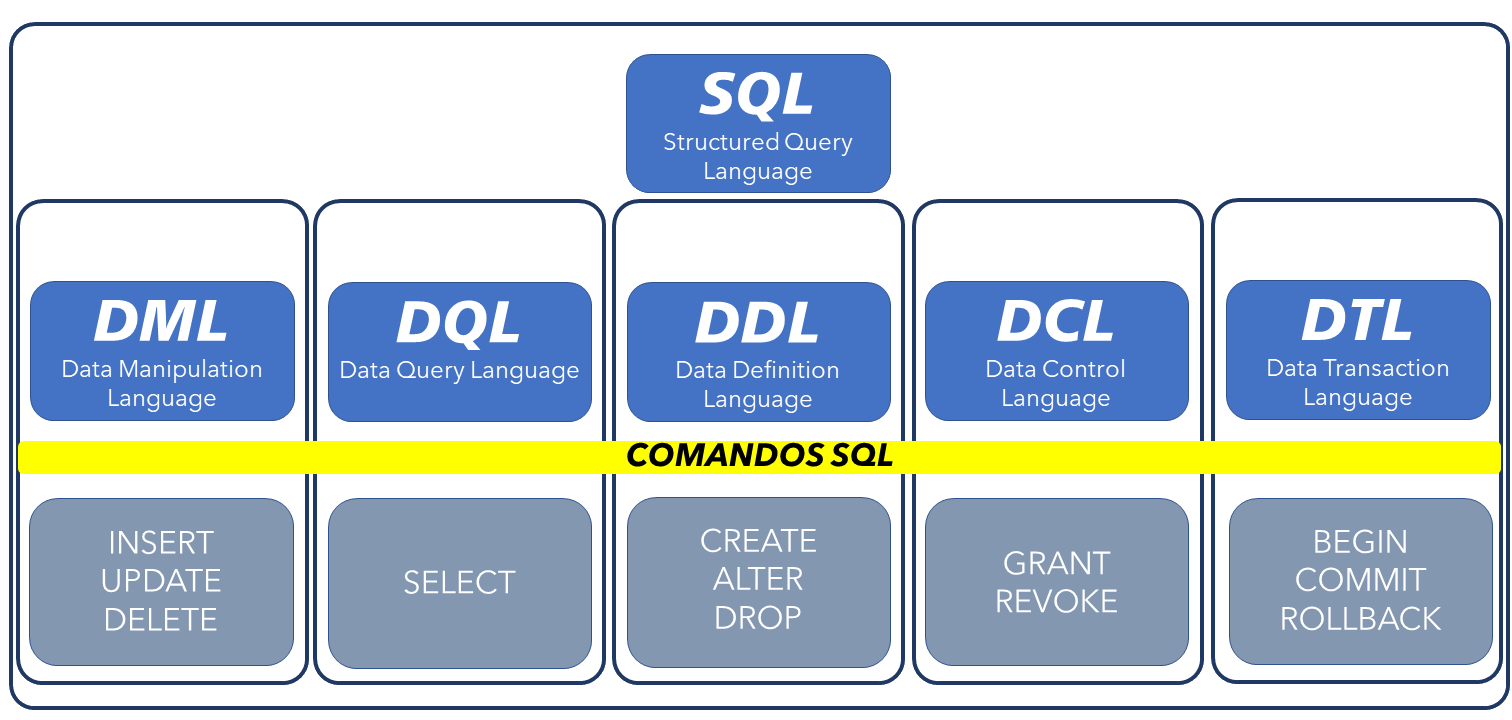 SQL
Structured Query
Language
DML
Data Manipulation
Language
DQL
Data Query Language
DDL
Data Definition
Language
DCL
Data Control
Language
DTL
Data Transaction
Language
COMANDOS SQL
INSERT
UPDATE
DELETE
SELECT
CREATE
ALTER
DROP
GRANT
REVOKE
BEGIN
COMMIT
ROLLBACK